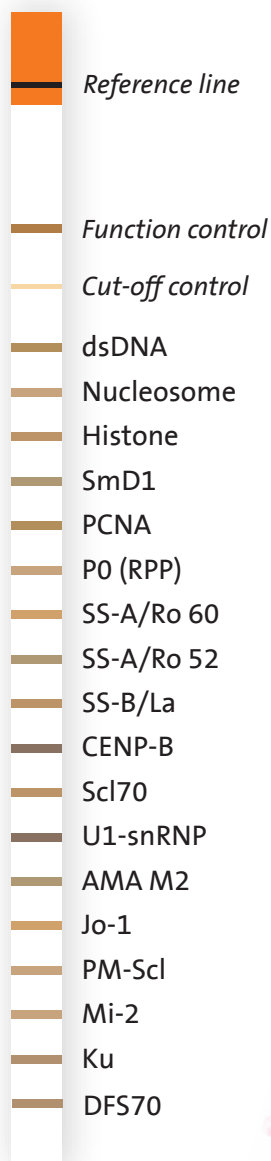 Reference line
Function control
Cut-off control
dsDNA
Nucleosome
Histone
SmD1
PCNA
P0 (RPP)
SS-A/Ro 60
SS-A/Ro 52
SS-B/La
CENP-B
Scl70
U1-snRNP
AMA M2
Jo-1
PM-Scl
Mi-2
Ku
DFS70